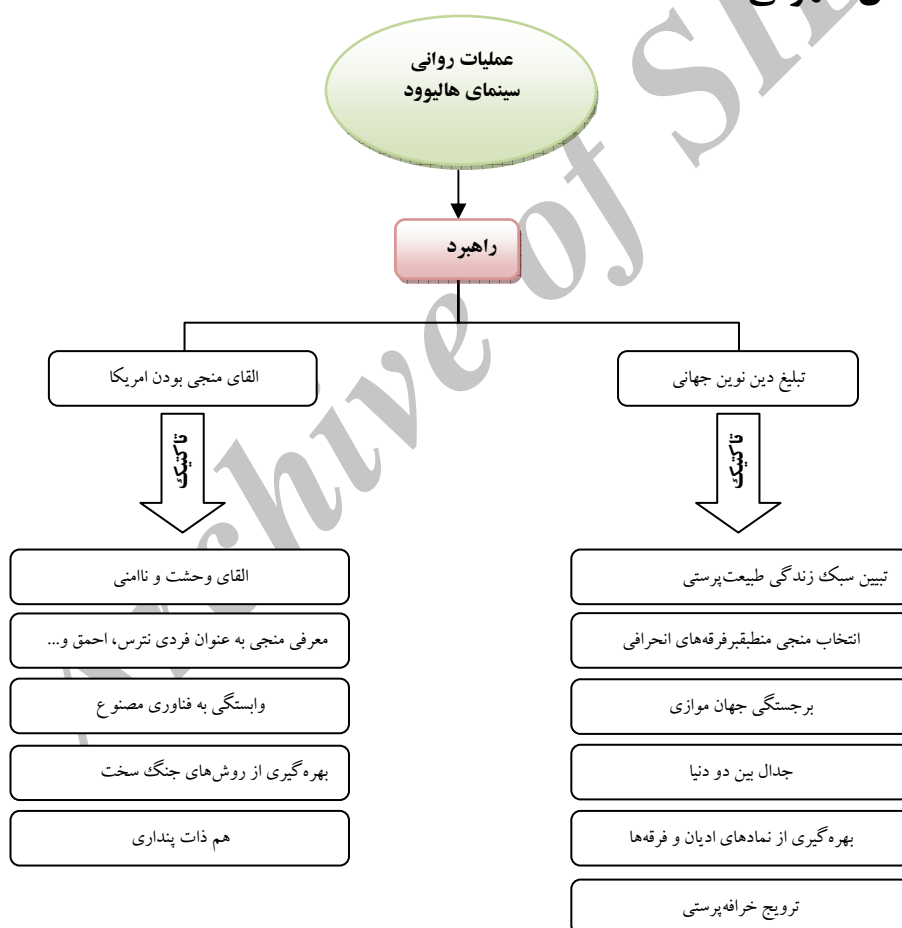 عملیات روانی
سینمای هالیوود
راهبرد
تبلیغ دین نوین جهانی
القای منجی بودن امریکا
تاکتیک
تاکتیک
تبیین سبک زندگی طبیعت‌پرستی
القای وحشت و ناامنی
انتخاب منجی منطبقبرفرقه‌های انحرافی
معرفی منجی به عنوان فردی نترس، احمق و...
برجستگی جهان موازی
وابستگی به فناوری مصنوع
جدال بین دو دنیا
بهره‌گیری از روش‌های جنگ سخت
بهره‌گیری از نمادهای ادیان و فرقه‌ها
هم ذات پنداری
ترویج خرافه‌پرستی
Archive of SI